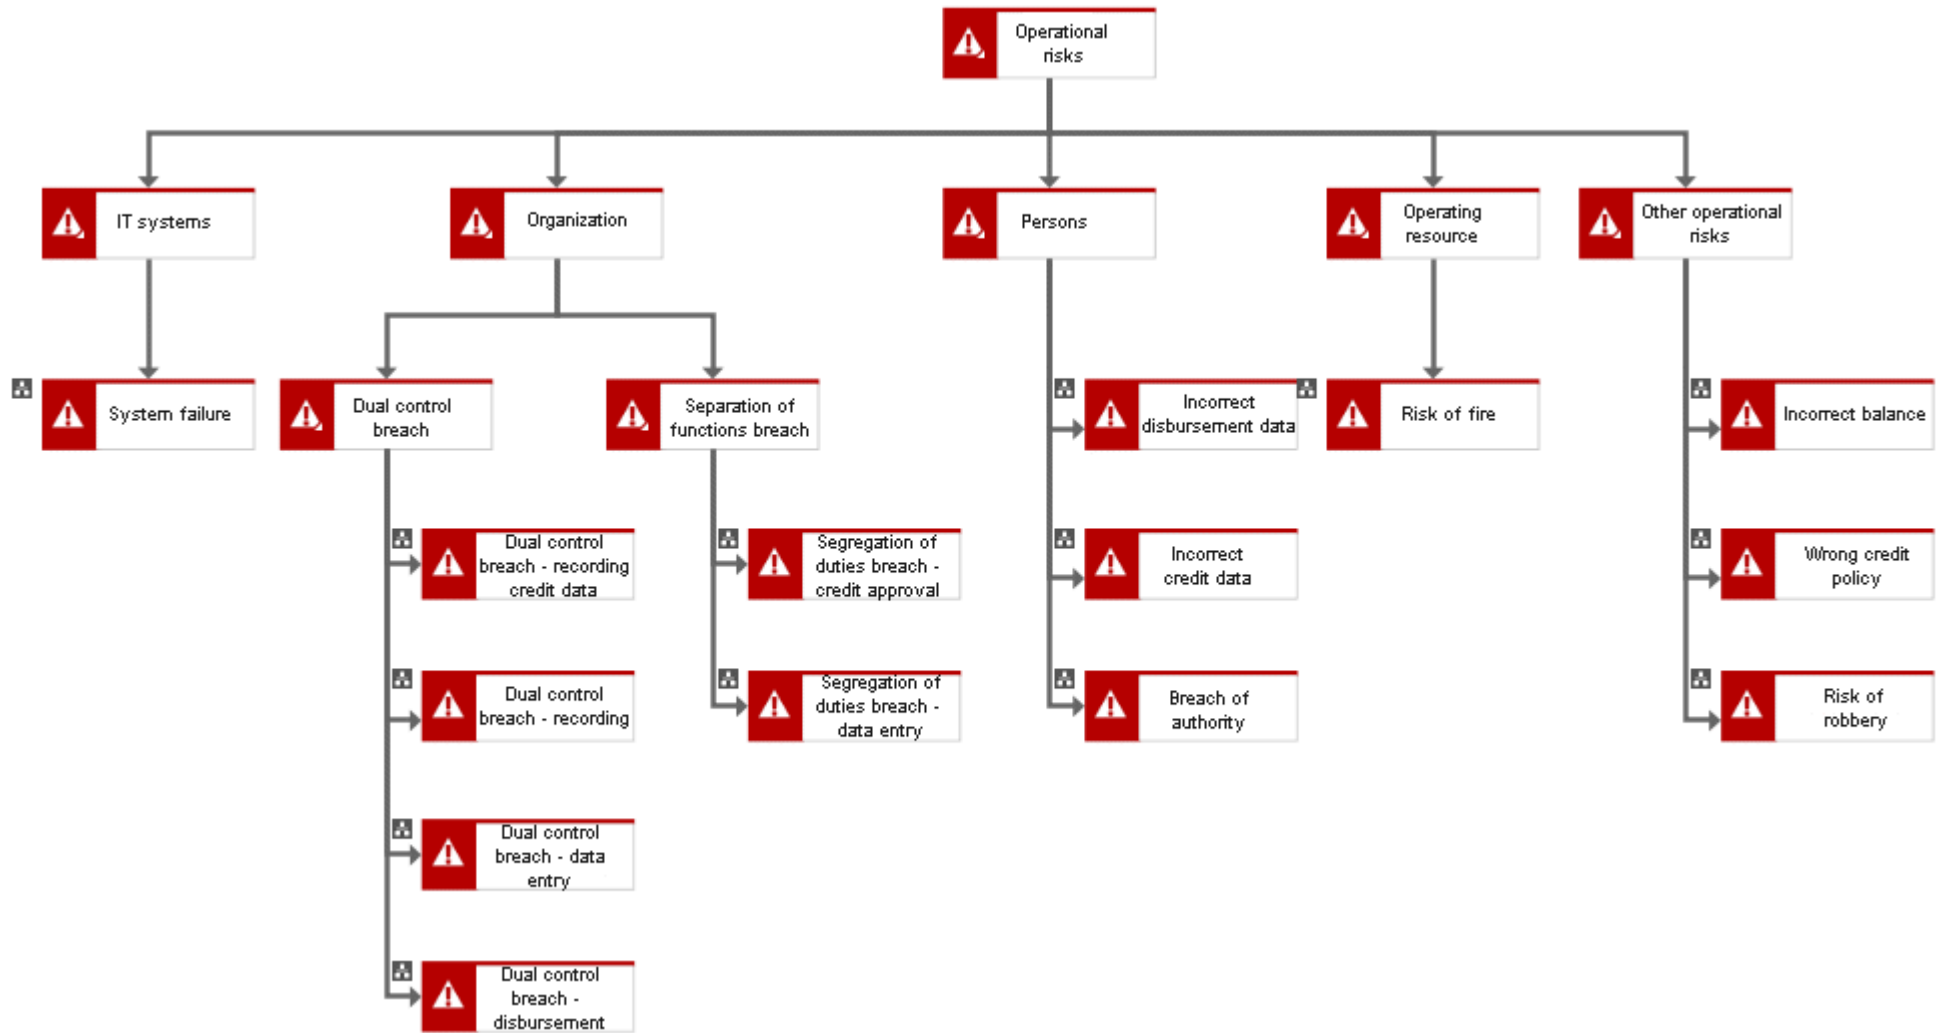 Operational
risks
IT systems
Organization
Persons
Operating
resource
Other operational
risks
System failure
Dual control
breach
Separation of
functions breach
Incorrect
disbursement data
Risk of fire
Incorrect balance
Dual control
breach - recording
credit data
Segregation of
duties breach -
credit approval
Incorrect
credit data
Wrong credit
policy
Dual control
breach - recording
Segregation of
duties breach -
data entry
Breach of
authority
Risk of
robbery
Dual control
breach - data
entry
Dual control
breach -
disbursement